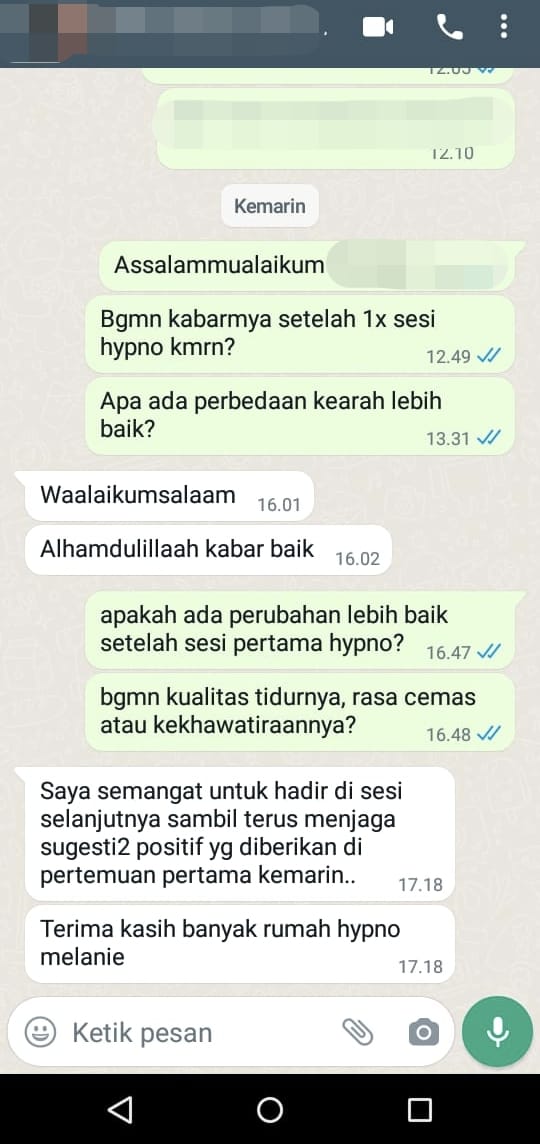 12.05
12.10
Kemarin
Assalammualaikum
Bgmn kabarmya setelah 1x sesi
hypno kmrn?
12.49
Apa ada perbedaan kearah lebih
baik?
13.31
Waalaikumsalaam
16.01
Alhamdulillaah kabar baik
16.02
apakah ada perubahan lebih baik
setelah sesi pertama hypno?
16.47
bgmn kualitas tidurnya, rasa cemas
atau kekhawatiraannya?
16.48
Saya semangat untuk hadir di sesi
selanjutnya sambil terus menjaga
sugesti2 positif yg diberikan di
pertemuan pertama kemarin..
17.18
Terima kasih banyak rumah hypno
melanie
17.18
Ketik pesan